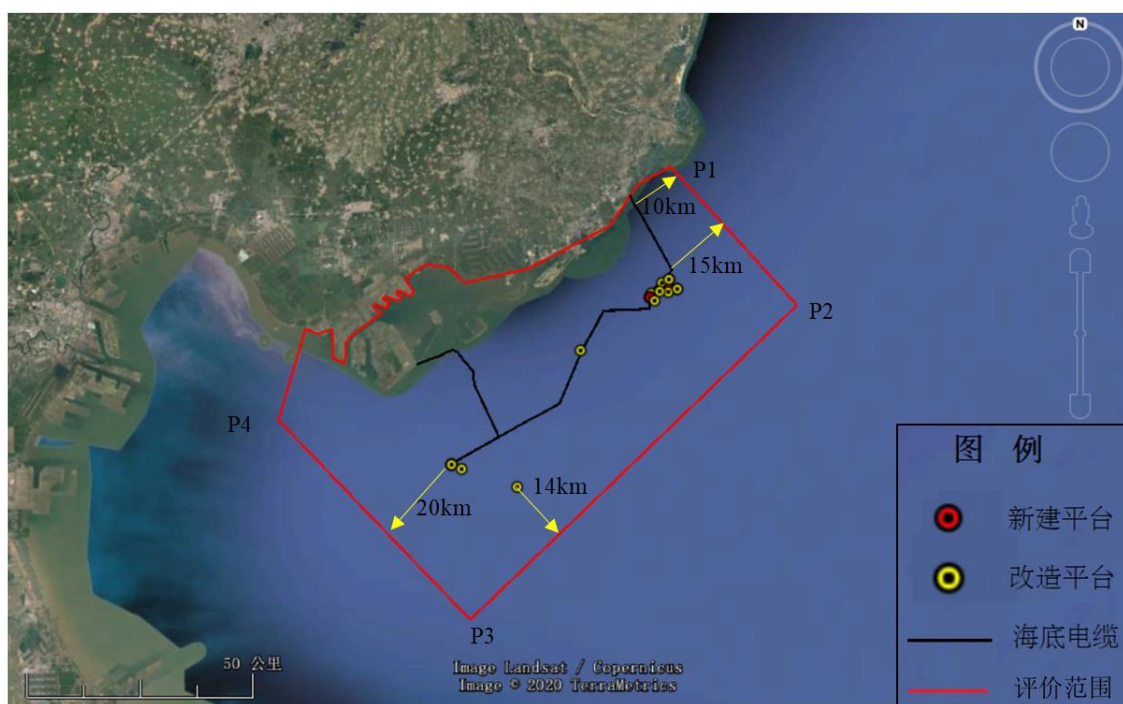 N
P1
10km
15km
P2
P4
20km
14km
P3
50 公里
Image Landsat / Copernicus
Image © 2020 TerraMetrics
图 例
新建平台
改造平台
海底电缆
评价范围